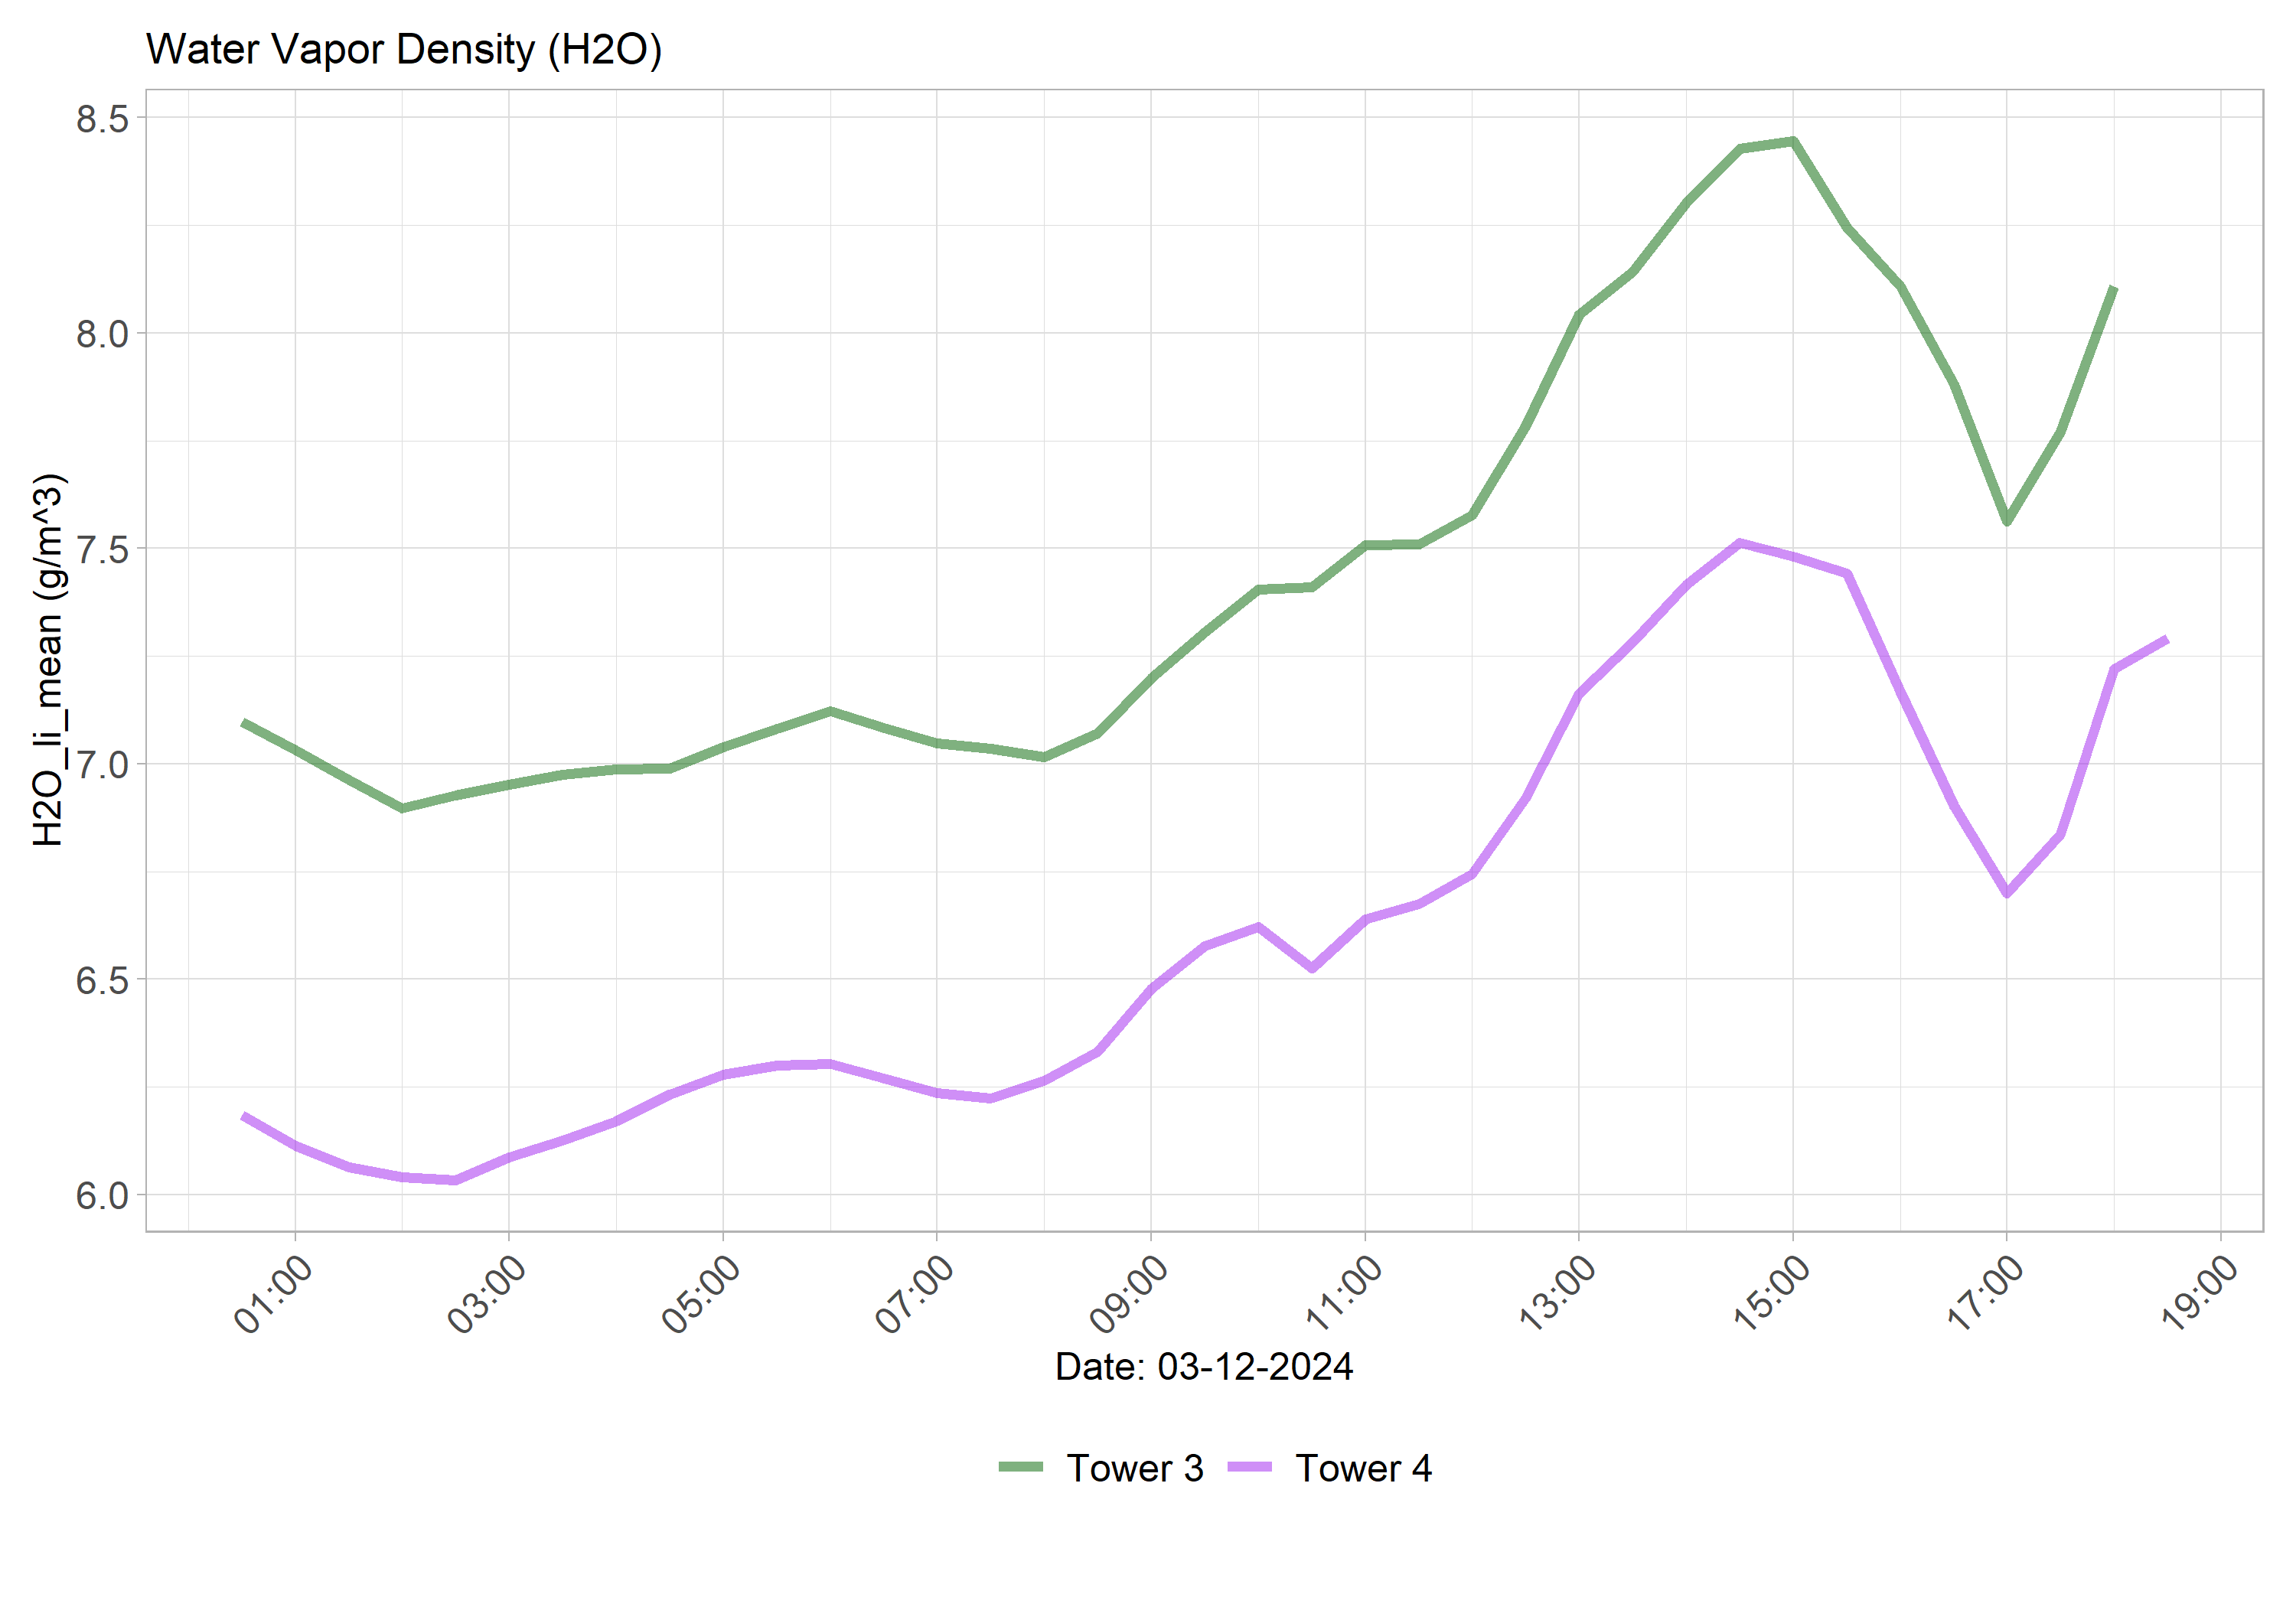 Water Vapor Density (H2O)
H2O_li_mean (g/m^3)
8.5
8.0
7.5
7.0
6.5
6.0
01:00 03:00 05:00 07:00 09:00 11:00 13:00 15:00 17:00 19:00
Date: 03-12-2024
Tower 3 Tower 4